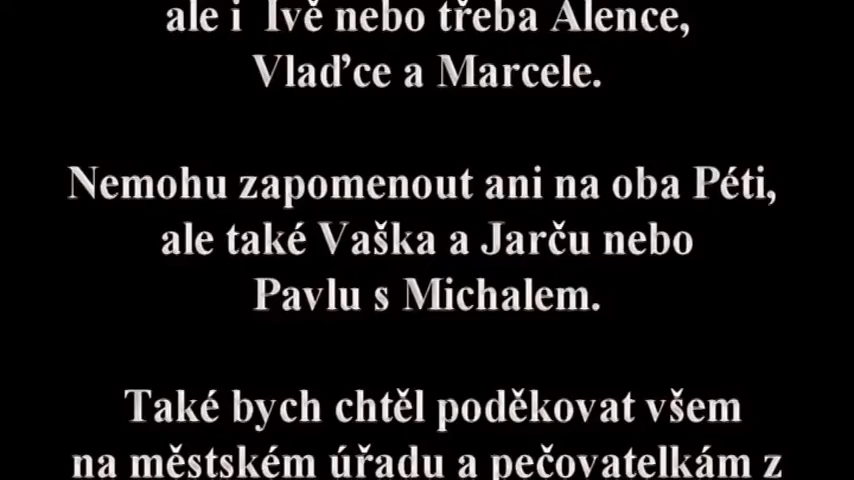 ale i Ivě nebo třeba Alence,
Vlaďce a Marcele.
Nemohu zapomenout ani na oba Péti,
ale také Vaška a Jarču nebo
Pavlu s Michalem.
Také bych chtěl poděkovat všem
na městském úřadu a pečovatelkám z